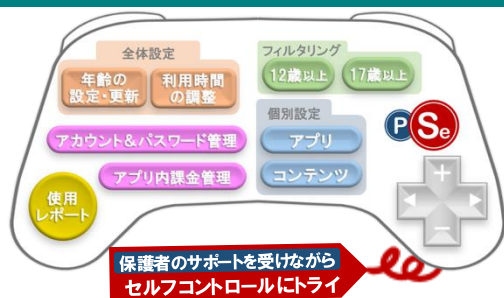 全体設定
年齢の
設定・更新
利用時間
の調整
フィルタリング
12歳以上
17歳以上
アカウント&パスワード管理
アプリ内課金管理
個別設定
アプリ
コンテンツ
P Se
使用
レポート
+
−
保護者のサポートを受けながら
セルフコントロールにトライ